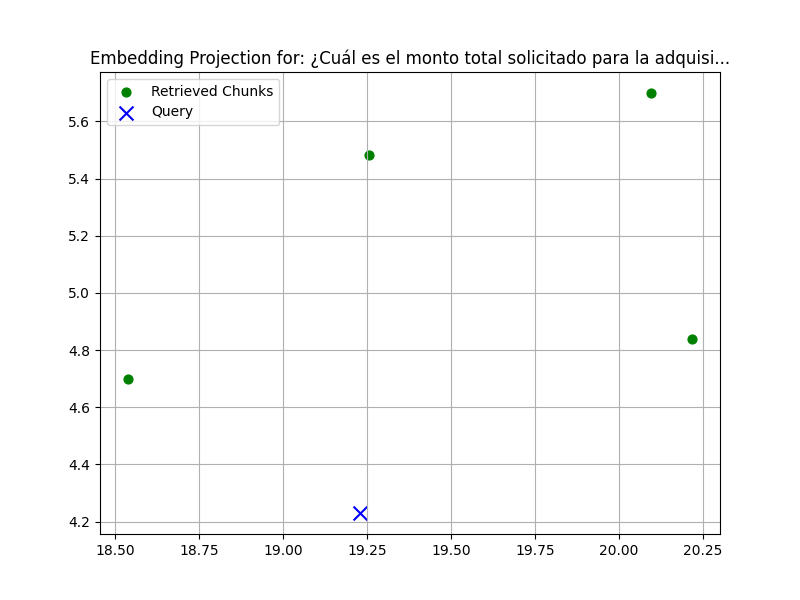 Embedding Projection for: ¿Cuál es el monto total solicitado para la adquisi...
Retrieved Chunks
Query
5.6
5.4
5.2
5.0
4.8
4.6
4.4
4.2
18.50 18.75 19.00 19.25 19.50 19.75 20.00 20.25